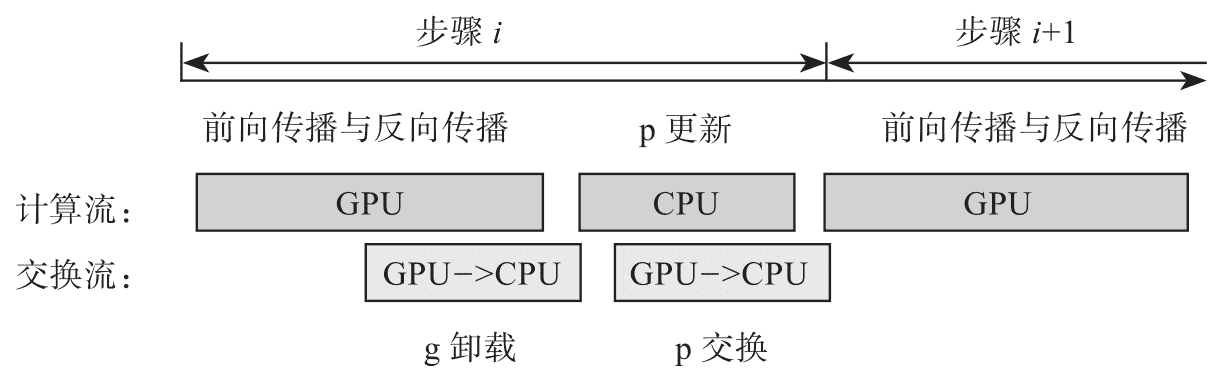 步骤 i 步骤 i+1
前向传播与反向传播 p 更新 前向传播与反向传播
计算流: GPU CPU GPU
交换流: GPU->CPU GPU->CPU
g 卸载 p 交换